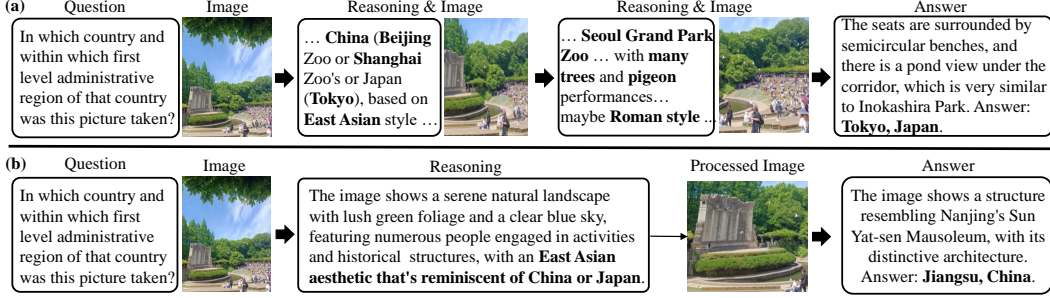 (a)
Question
Image
Reasoning & Image
Reasoning & Image
Answer
In which country and
within which first
level administrative
region of that country
was this picture taken?
… China (Beijing
Zoo or Shanghai
Zoo's or Japan
(Tokyo), based on
East Asian style …
… Seoul Grand Park
Zoo … with many
trees and pigeon
performances…
maybe Roman style ...
The seats are surrounded by
semicircular benches, and
there is a pond view under the
corridor, which is very similar
to Inokashira Park. Answer:
Tokyo, Japan.
(b)
Question
Image
Reasoning
Processed Image
Answer
In which country and
within which first
level administrative
region of that country
was this picture taken?
The image shows a serene natural landscape
with lush green foliage and a clear blue sky,
featuring numerous people engaged in activities
and historical structures, with an East Asian
aesthetic that's reminiscent of China or Japan.
The image shows a structure
resembling Nanjing's Sun
Yat-sen Mausoleum, with its
distinctive architecture.
Answer: Jiangsu, China.